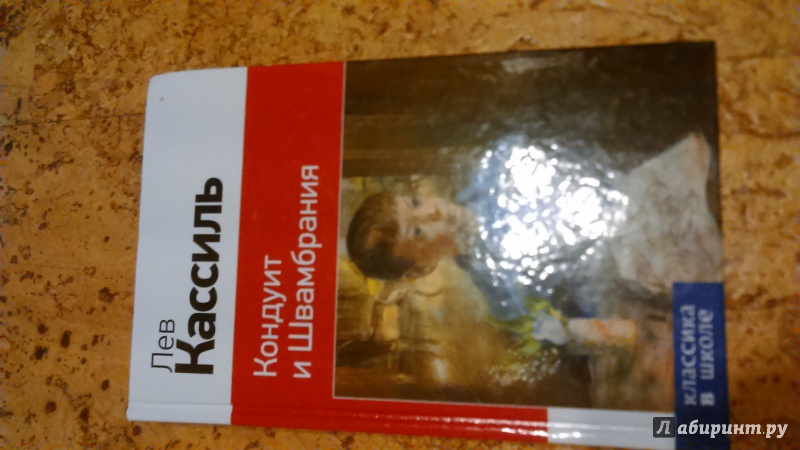 Лев
Кассиль
Кондуит
и Швамбрания
классика
в школе
Лабиринт.ру